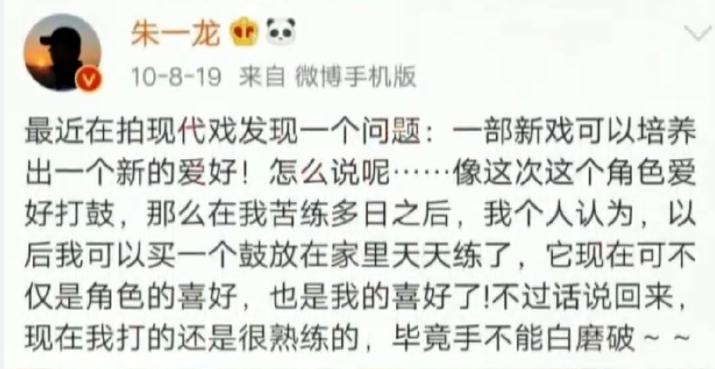 朱一龙
10-8-19 来自 微博手机版
最近在拍现代戏发现一个问题：一部新戏可以培养
出一个新的爱好！怎么说呢……像这次这个角色爱
好打鼓，那么在我苦练多日之后，我个人认为，以
后我可以买一个鼓放在家里天天练了，它现在可不
仅是角色的喜好，也是我的喜好了!不过话说回来，
现在我打的还是很熟练的，毕竟手不能白磨破～～